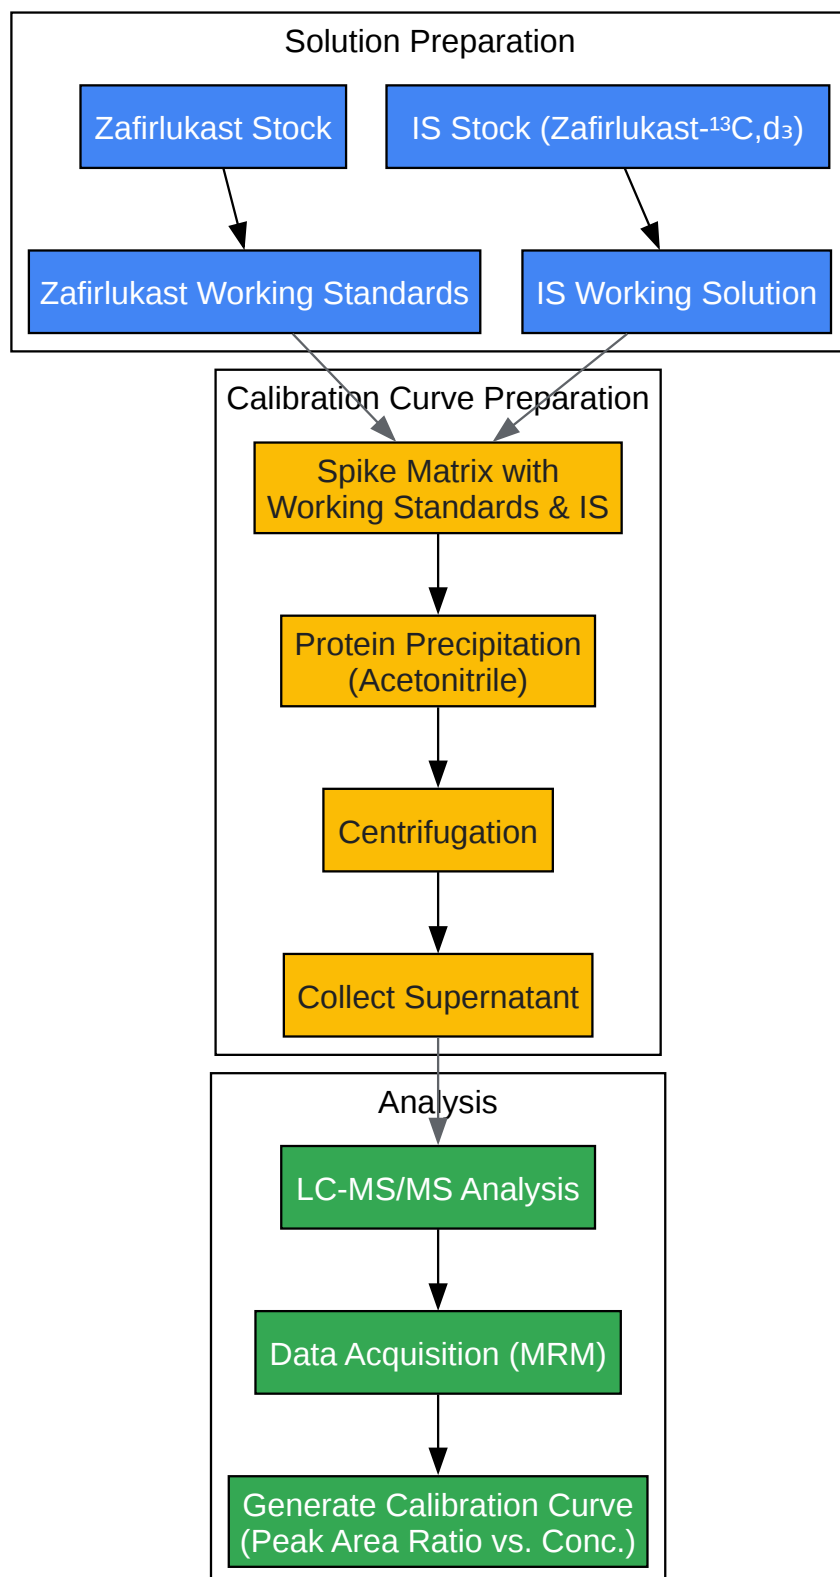 Solution Preparation
Zafirlukast Stock
IS Stock (Zafirlukast-¹³C,d₃)
Zafirlukast Working Standards
IS Working Solution
Calibration Curve Preparation
Spike Matrix with
Working Standards & IS
Protein Precipitation
(Acetonitrile)
Centrifugation
Collect Supernatant
Analysis
LC-MS/MS Analysis
Data Acquisition (MRM)
Generate Calibration Curve
(Peak Area Ratio vs. Conc.)